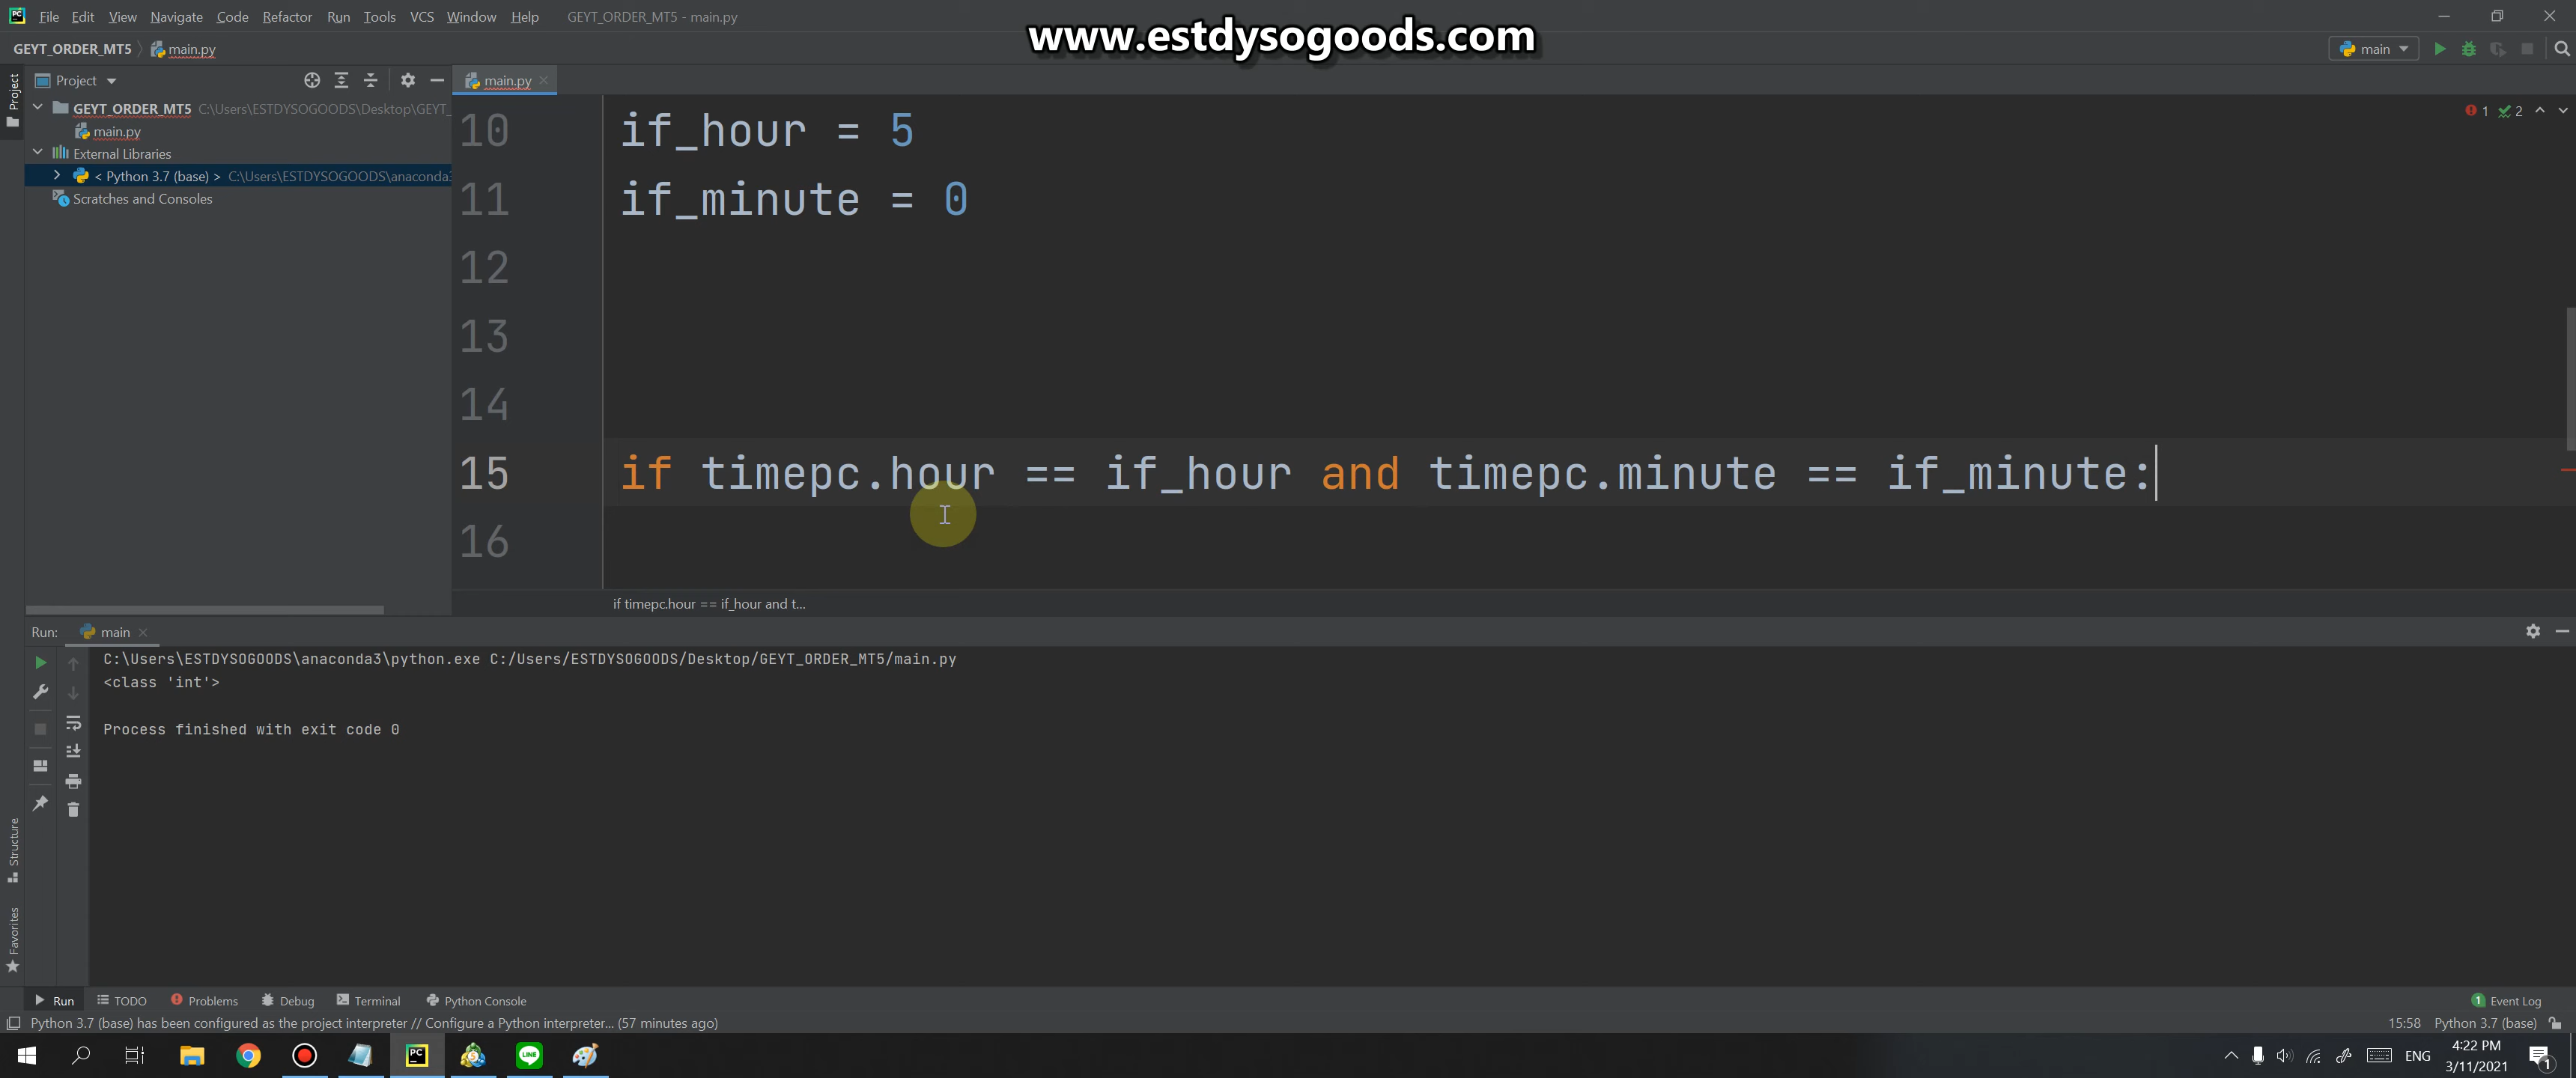 File Edit View Navigate Code Refactor Run Tools VCS Window Help GEYT_ORDER_MT5 - main.py
www.estdysogoods.com
GEYT_ORDER_MT5 main.py
main
Project
Project
main.py
GEYT_ORDER_MT5 C:\Users\ESTDYSOGOODS\Desktop\GEYT_
main.py
External Libraries
< Python 3.7 (base) > C:\Users\ESTDYSOGOODS\anaconda3
Scratches and Consoles
1 2
10 if_hour = 5
11 if_minute = 0
12
13
14
15 if timepc.hour == if_hour and timepc.minute == if_minute:
16
if timepc.hour == if_hour and t...
Run: main
C:\Users\ESTDYSOGOODS\anaconda3\python.exe C:/Users/ESTDYSOGOODS/Desktop/GEYT_ORDER_MT5/main.py
<class 'int'>
Process finished with exit code 0
Structure
Favorites
Run TODO Problems Debug Terminal Python Console
1 Event Log
Python 3.7 (base) has been configured as the project interpreter // Configure a Python interpreter... (57 minutes ago)
15:58 Python 3.7 (base)
PC
LINE
ENG
4:22 PM
3/11/2021
1